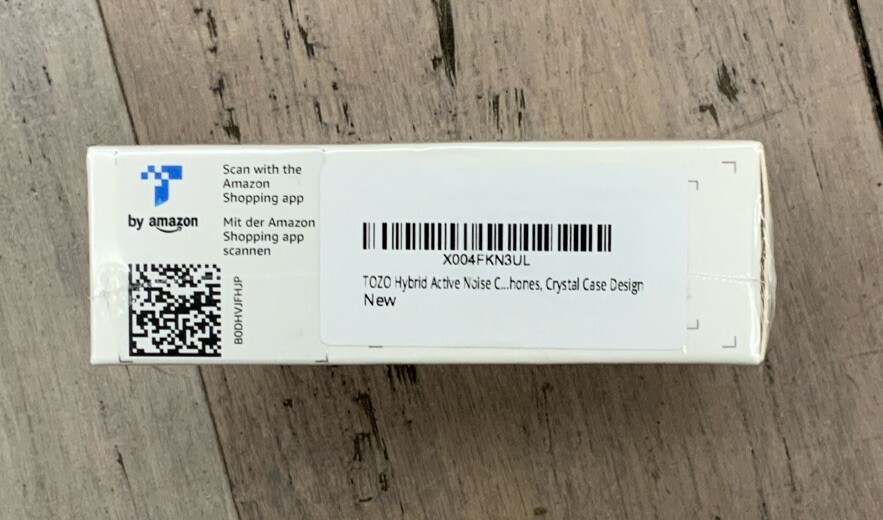 Scan with the
Amazon
Shopping app
by amazon
Mit der Amazon
Shopping app
scannen
B0DHVJFHJP
X004FKN3UL
TOZO Hybrid Active Noise C...hones, Crystal Case Design
New